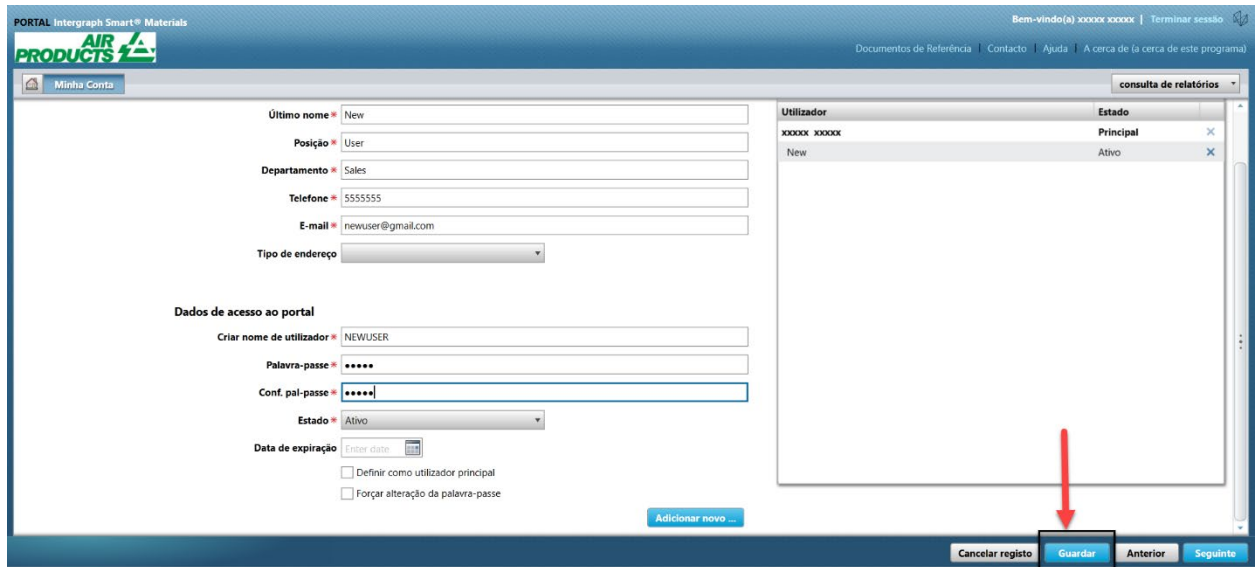 PORTAL Intergraph Smart® Materials
Bem-vindo(a) xxxxx xxxxx | Terminar sessão
AIR PRODUCTS
Documentos de Referência | Contacto | Ajuda | A cerca de (a cerca de este programa)
Minha Conta
consulta de relatórios
Último nome* New
Posição* User
Departamento* Sales
Telefone* 5555555
E-mail* newuser@gmail.com
Tipo de endereço
Dados de acesso ao portal
Criar nome de utilizador* NEWUSER
Palavra-passe* •••••
Conf. pal-passe* •••••
Estado* Ativo
Data de expiração Enter date
Definir como utilizador principal
Forçar alteração da palavra-passe
Adicionar novo ...
Utilizador Estado
xxxxx xxxxx Principal
New Ativo
Cancelar registo Guardar Anterior Seguinte